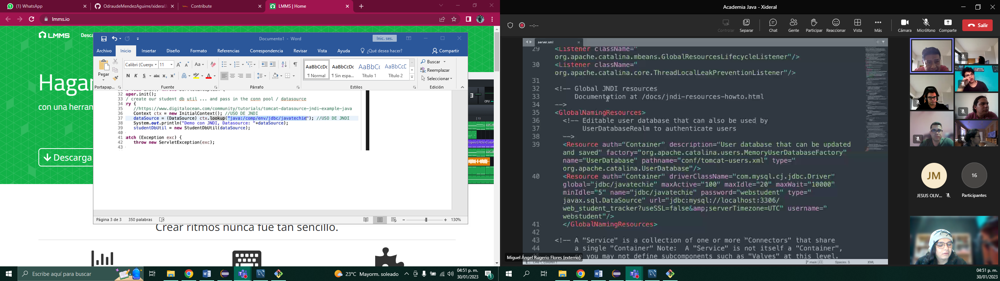 (1) WhatsApp
OdraudeMendezAguirre/xideralJ
Contribute
LMMS | Home
lmms.io
LMMS
Desca
Hagar
con una herram
Descarga
Documento1 - Word
Inic. ses.
Archivo Inicio Insertar Diseño Formato Referencias Correspondencia Revisar Vista Ayuda ¿Qué desea hacer? Compartir
Pegar
Calibri (Cuerpo 11
N K S abc x₂ x²
AaBbCcDc AaBbCcDc AaBbCc AaBbCcD
¶ Normal ¶ Sin espa... Título 1 Título 2
Buscar
Reemplazar
Seleccionar
Portapap... Fuente Párrafo Estilos Edición
32 uper.init();
33 / create our student db util ... and pass in the conn pool / datasource
34 ry {
35 //https://www.digitalocean.com/community/tutorials/tomcat-datasource-jndi-example-java
36 Context ctx = new InitialContext(); //USO DE JNDI
37 dataSource = (DataSource) ctx.lookup("java:/comp/env/jdbc/javatechie"); //USO DE JNDI
38 System.out.println("Demo con JNDI, Datasource: "+dataSource);
39 studentDbUtil = new StudentDbUtil(dataSource);
40
41 atch (Exception exc) {
42 throw new ServletException(exc);
43
Página 3 de 3 350 palabras
130%
CPU
13
Crear ritmos nunca fue tan sencillo.
Escribe aquí para buscar
23°C Mayorm. soleado
04:51 p. m.
30/01/2023
1
Academia Java - Xideral
--:--
Controlar Separar Chat Gente Participar Reaccionar Vista Más Cámara Micrófono Comparte Salir
server.xml
29 <Listener className="
org.apache.catalina.mbeans.GlobalResourcesLifecycleListener"/>
30 <Listener className="
org.apache.catalina.core.ThreadLocalLeakPreventionListener"/>
31
32 <!-- Global JNDI resources
33 Documentation at /docs/jndi-resources-howto.html
34 -->
35 <GlobalNamingResources>
36 <!-- Editable user database that can also be used by
37 UserDatabaseRealm to authenticate users
38 -->
39 <Resource auth="Container" description="User database that can be updated
and saved" factory="org.apache.catalina.users.MemoryUserDatabaseFactory"
name="UserDatabase" pathname="conf/tomcat-users.xml" type="
org.apache.catalina.UserDatabase"/>
40 <Resource auth="Container" driverClassName="com.mysql.cj.jdbc.Driver"
global="jdbc/javatechie" maxActive="100" maxIdle="20" maxWait="10000"
minIdle="5" name="jdbc/javatechie" password="webstudent" type="
javax.sql.DataSource" url="jdbc:mysql://localhost:3306/
web_student_tracker?useSSL=false&amp;serverTimezone=UTC" username="
webstudent"/>
41 </GlobalNamingResources>
42
43 <!-- A "Service" is a collection of one or more "Connectors" that share
44 a single "Container" Note: A "Service" is not itself a "Container",
so you may not define subcomponents such as "Valves" at this level.
Miguel Ángel Rugerio Flores (externo)
Line 1, Column 1
main
Spaces: 5
XML
JM
JESUS OLIV...
16
Participantes
04:51 p. m.
30/01/2023